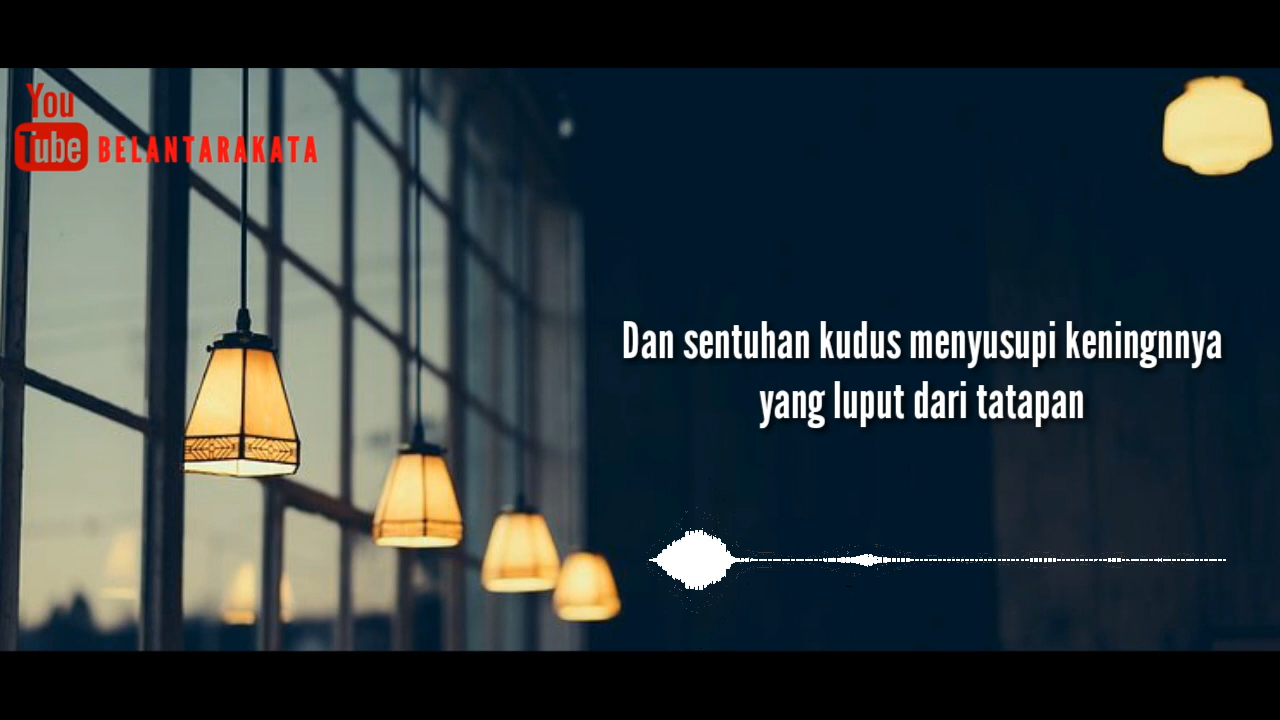 You
Tube BELANTARAKATA
Dan sentuhan kudus menyusupi keningnnya
yang luput dari tatapan